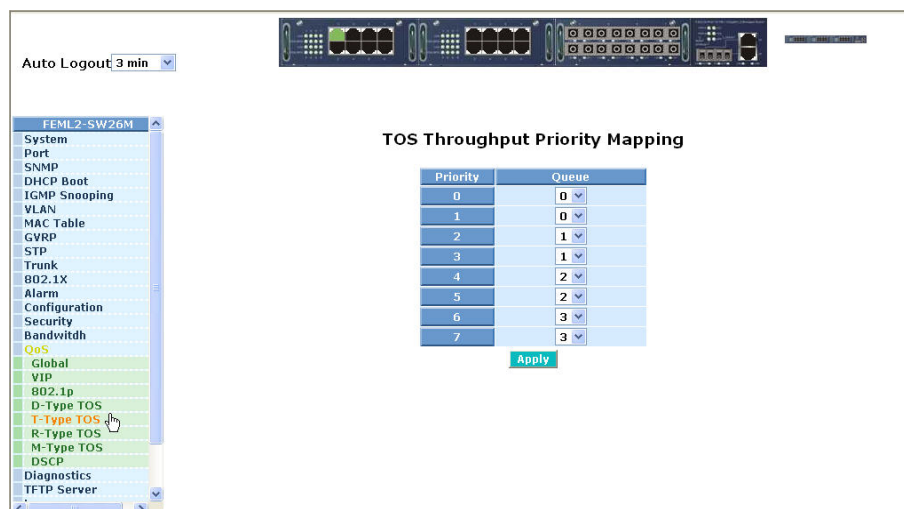 Auto Logout 3 min
FEML2-SW26M
System
Port
SNMP
DHCP Boot
IGMP Snooping
VLAN
MAC Table
GVRP
STP
Trunk
802.1X
Alarm
Configuration
Security
Bandwitdh
QoS
Global
VIP
802.1p
D-Type TOS
T-Type TOS
R-Type TOS
M-Type TOS
DSCP
Diagnostics
TFTP Server
TOS Throughput Priority Mapping
Priority Queue
0 0
1 0
2 1
3 1
4 2
5 2
6 3
7 3
Apply